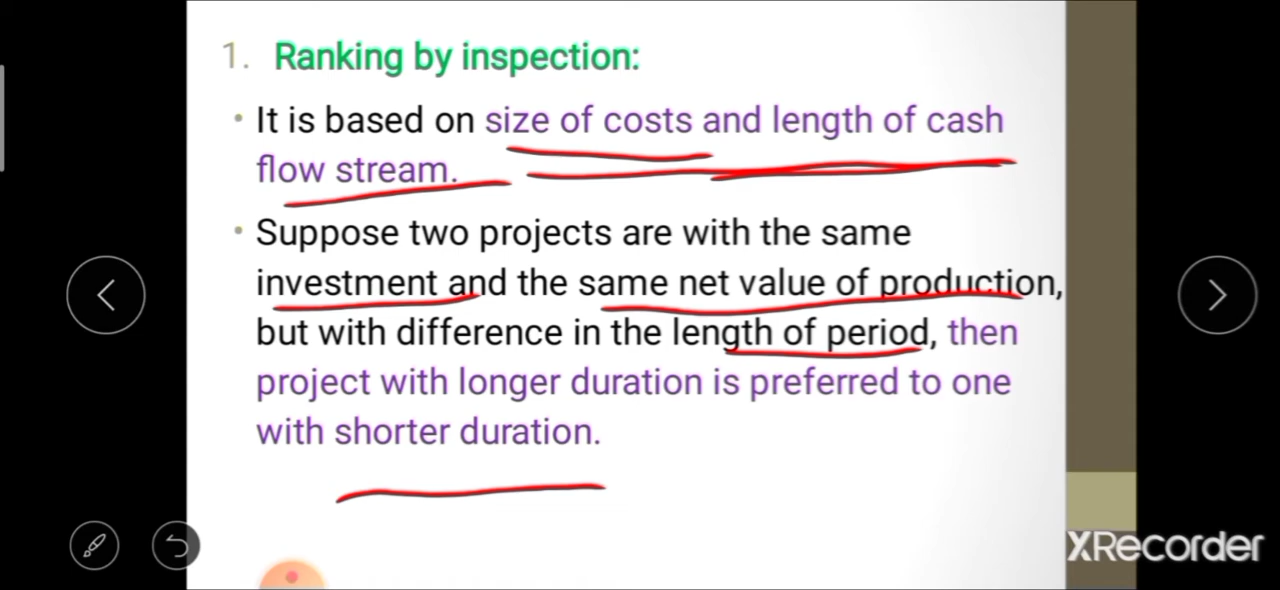 1. Ranking by inspection:
• It is based on size of costs and length of cash
flow stream.
• Suppose two projects are with the same
investment and the same net value of production,
but with difference in the length of period, then
project with longer duration is preferred to one
with shorter duration.
XRecorder